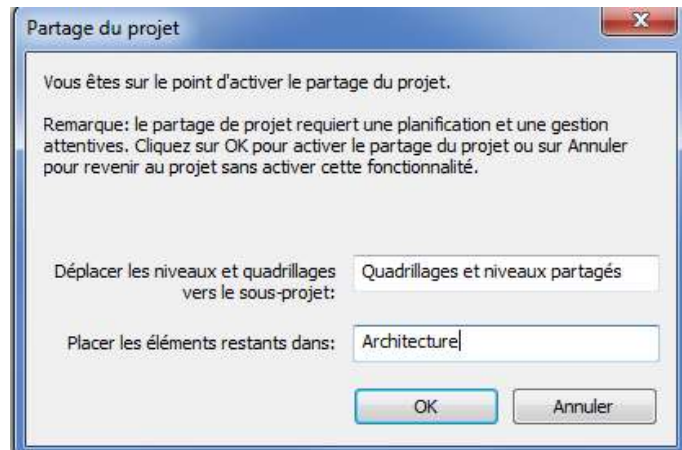 Partage du projet
Vous êtes sur le point d'activer le partage du projet.
Remarque: le partage de projet requiert une planification et une gestion
attentives. Cliquez sur OK pour activer le partage du projet ou sur Annuler
pour revenir au projet sans activer cette fonctionnalité.
Déplacer les niveaux et quadrillages
vers le sous-projet:
Quadrillages et niveaux partagés
Placer les éléments restants dans:
Architecture
OK
Annuler